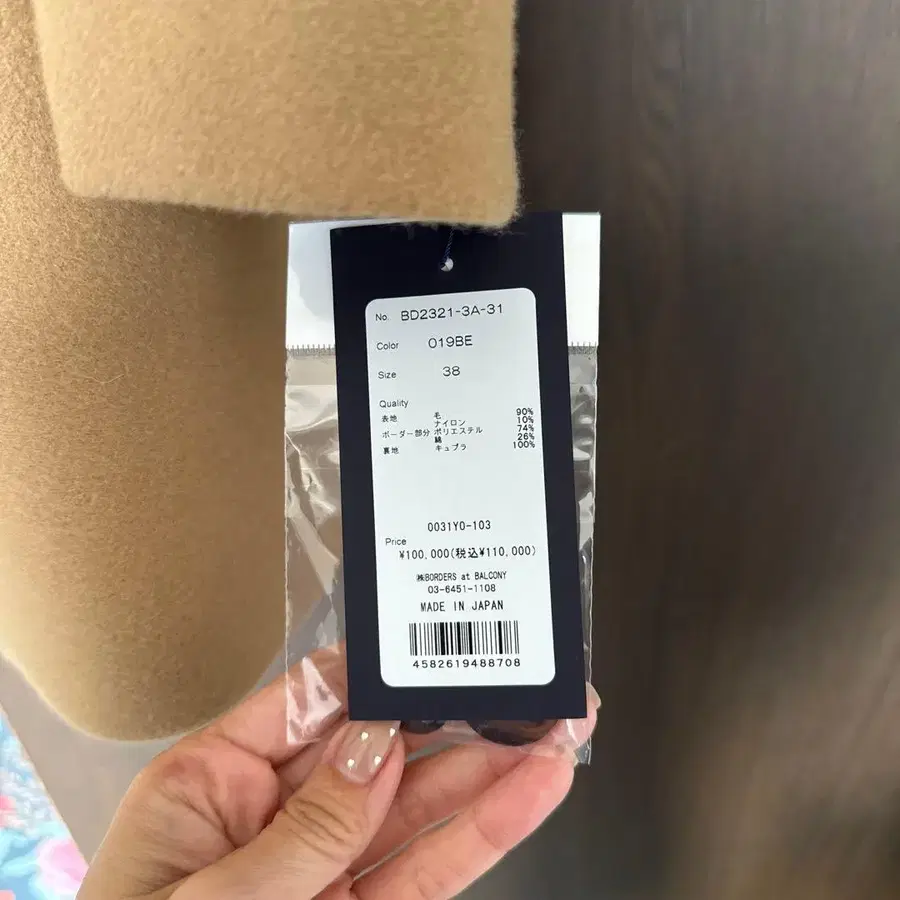 No. BD2321-3A-31
Color 019BE
Size 38
Quality
表地 毛 90%
ナイロン 10%
ボーダー部分 ポリエステル 74%
綿 26%
裏地 キュプラ 100%
0031Y0-103
Price
¥100,000(税込¥110,000)
㈱BORDERS at BALCONY
03-6451-1108
MADE IN JAPAN
4582619488708